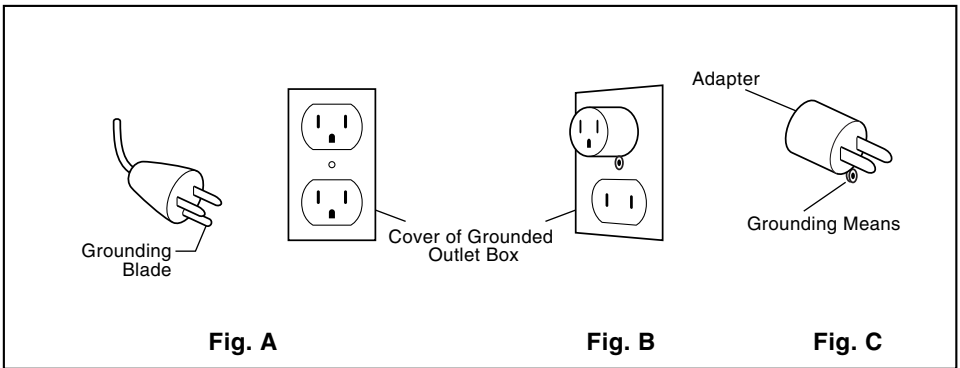 Adapter
Grounding
Blade
Cover of Grounded
Outlet Box
Grounding Means
Fig. A
Fig. B
Fig. C